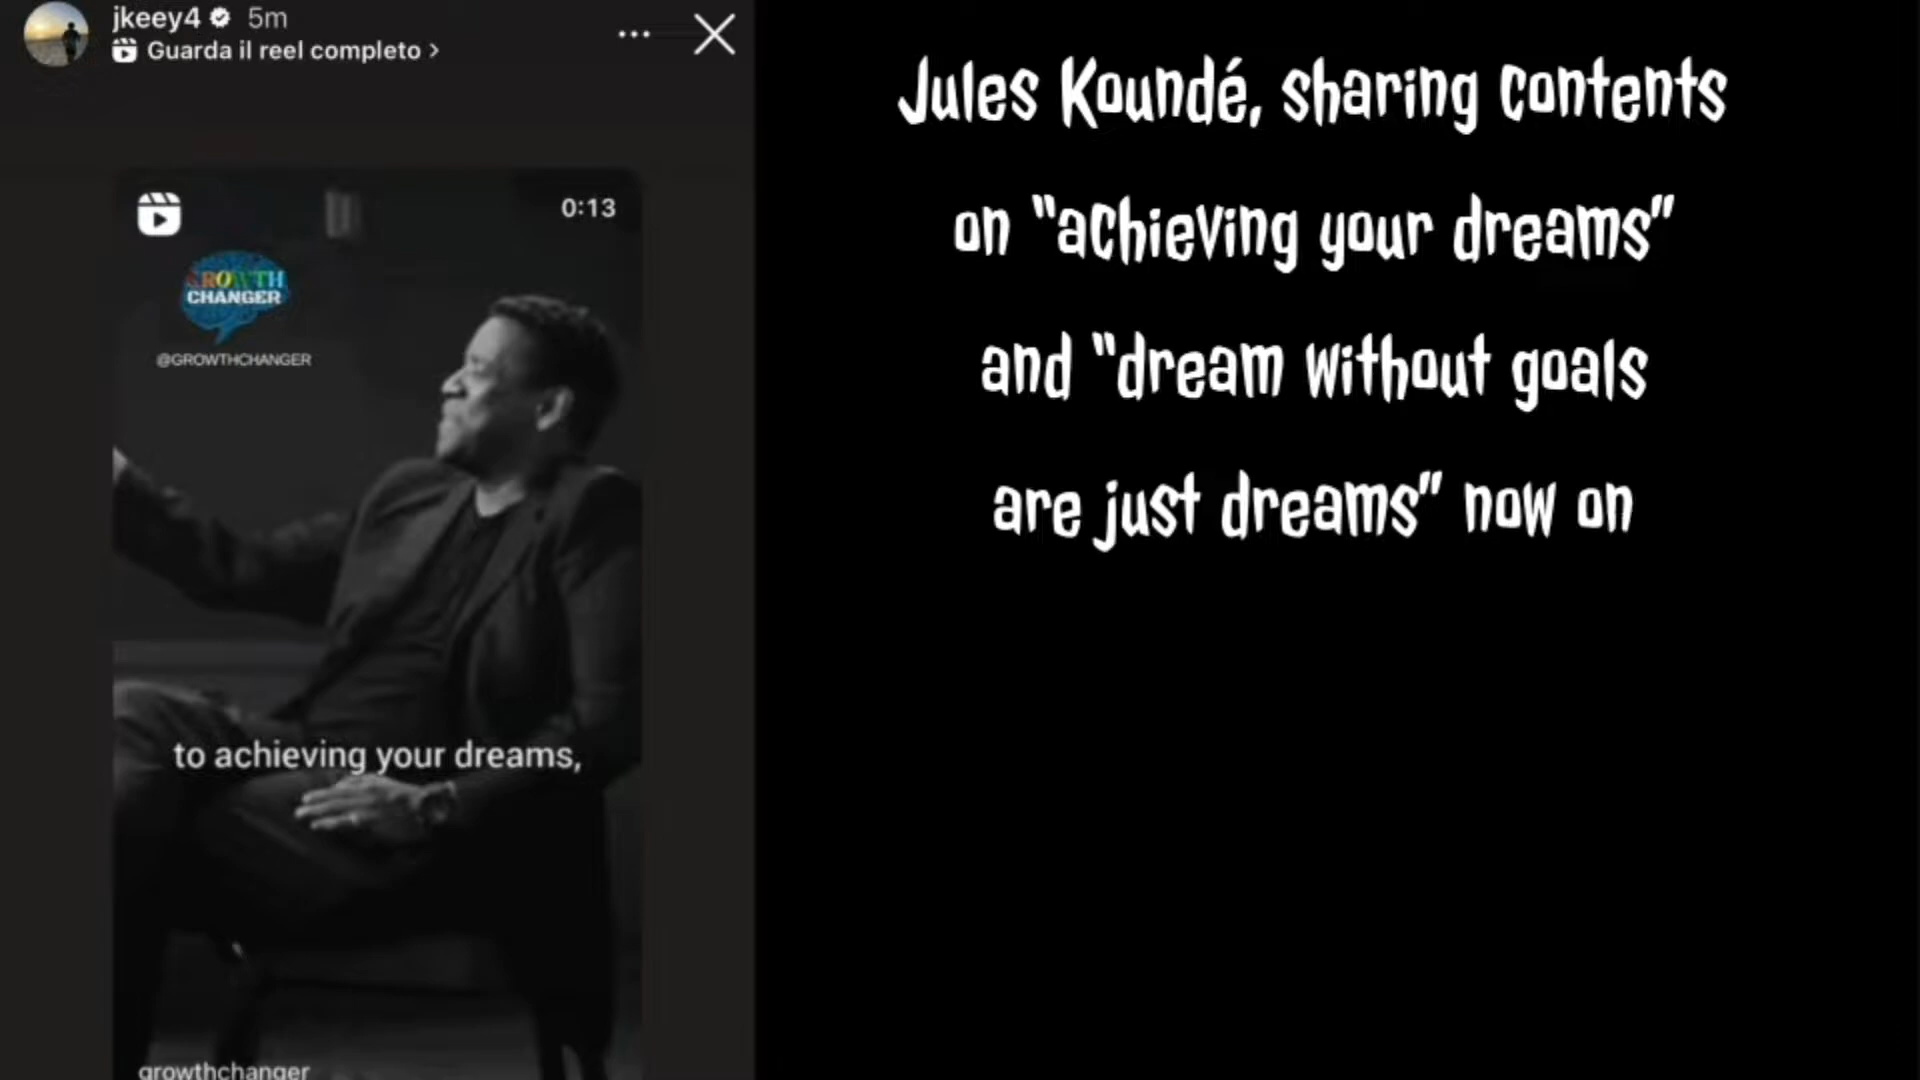 jkeey4 5m
Guarda il reel completo >
0:13
GROWTH
CHANGER
@GROWTHCHANGER
to achieving your dreams,
growthchanger
Jules Koundé, sharing contents
on "achieving your dreams"
and "dream without goals
are just dreams" now on